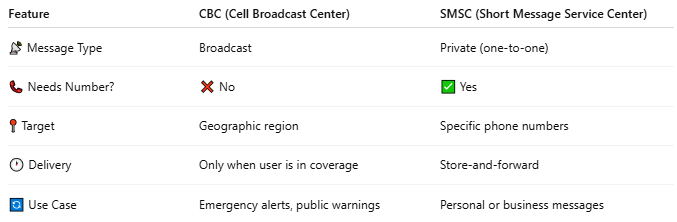 Feature CBC (Cell Broadcast Center) SMSC (Short Message Service Center)
Message Type Broadcast Private (one-to-one)
Needs Number? ❌ No ✅ Yes
Target Geographic region Specific phone numbers
Delivery Only when user is in coverage Store-and-forward
Use Case Emergency alerts, public warnings Personal or business messages